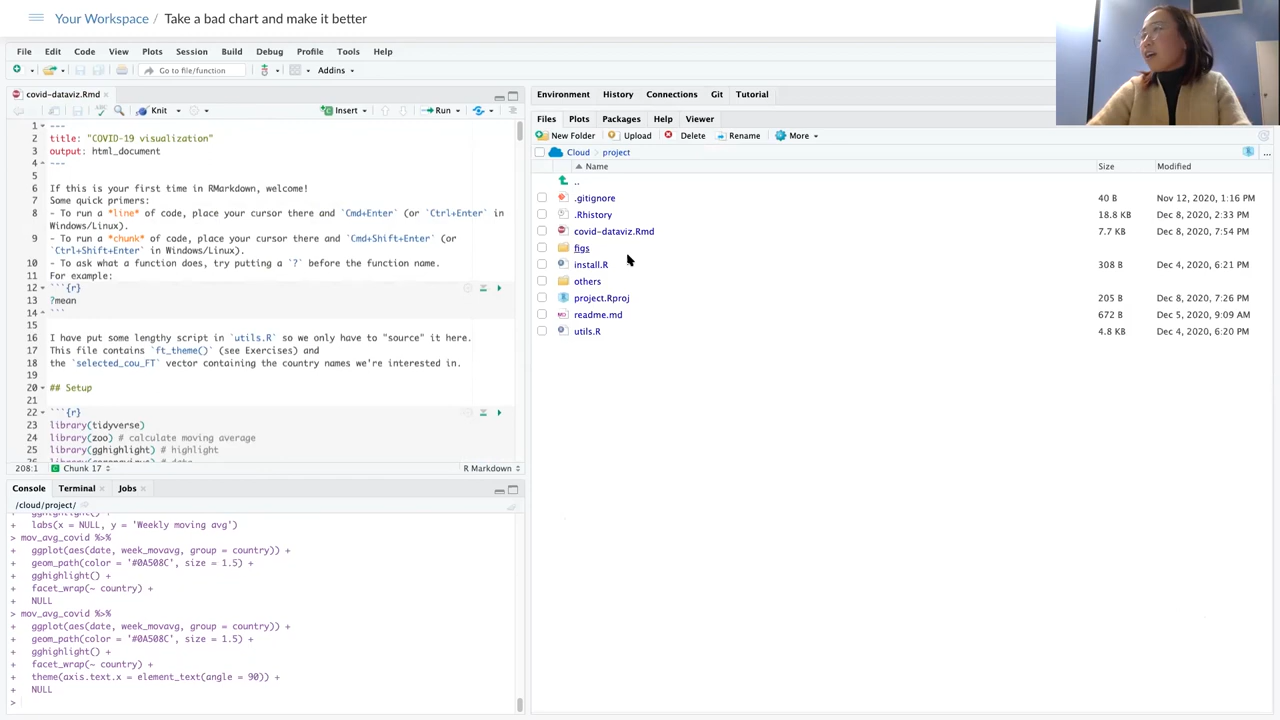 Your Workspace / Take a bad chart and make it better
File Edit Code View Plots Session Build Debug Profile Tools Help
Go to file/function Addins
covid-dataviz.Rmd
Knit Insert Run
1 ---
2 title: "COVID-19 visualization"
3 output: html_document
4 ---
5
6 If this is your first time in RMarkdown, welcome!
7 Some quick primers:
8 - To run a *line* of code, place your cursor there and `Cmd+Enter` (or `Ctrl+Enter` in
Windows/Linux).
9 - To run a *chunk* of code, place your cursor there and `Cmd+Shift+Enter` (or
`Ctrl+Shift+Enter` in Windows/Linux).
10 - To ask what a function does, try putting a `?` before the function name.
11 For example:
12 ```{r}
13 ?mean
14 ```
15
16 I have put some lengthy script in `utils.R` so we only have to "source" it here.
17 This file contains `ft_theme()` (see Exercises) and
18 the `selected_cou_FT` vector containing the country names we're interested in.
19
20 ## Setup
21
22 ```{r}
23 library(tidyverse)
24 library(zoo) # calculate moving average
25 library(gghighlight) # highlight
208:1 Chunk 17 R Markdown
Console Terminal Jobs
/cloud/project/
+ labs(x = NULL, y = 'Weekly moving avg')
> mov_avg_covid %>%
+ ggplot(aes(date, week_movavg, group = country)) +
+ geom_path(color = '#0A508C', size = 1.5) +
+ gghighlight() +
+ facet_wrap(~ country) +
+ NULL
> mov_avg_covid %>%
+ ggplot(aes(date, week_movavg, group = country)) +
+ geom_path(color = '#0A508C', size = 1.5) +
+ gghighlight() +
+ facet_wrap(~ country) +
+ theme(axis.text.x = element_text(angle = 90)) +
+ NULL
>
Environment History Connections Git Tutorial
Files Plots Packages Help Viewer
New Folder Upload Delete Rename More
Cloud project ...
Name Size Modified
..
.gitignore 40 B Nov 12, 2020, 1:16 PM
.Rhistory 18.8 KB Dec 8, 2020, 2:33 PM
covid-dataviz.Rmd 7.7 KB Dec 8, 2020, 7:54 PM
figs
install.R 308 B Dec 4, 2020, 6:21 PM
others
project.Rproj 205 B Dec 8, 2020, 7:26 PM
readme.md 672 B Dec 5, 2020, 9:09 AM
utils.R 4.8 KB Dec 4, 2020, 6:20 PM